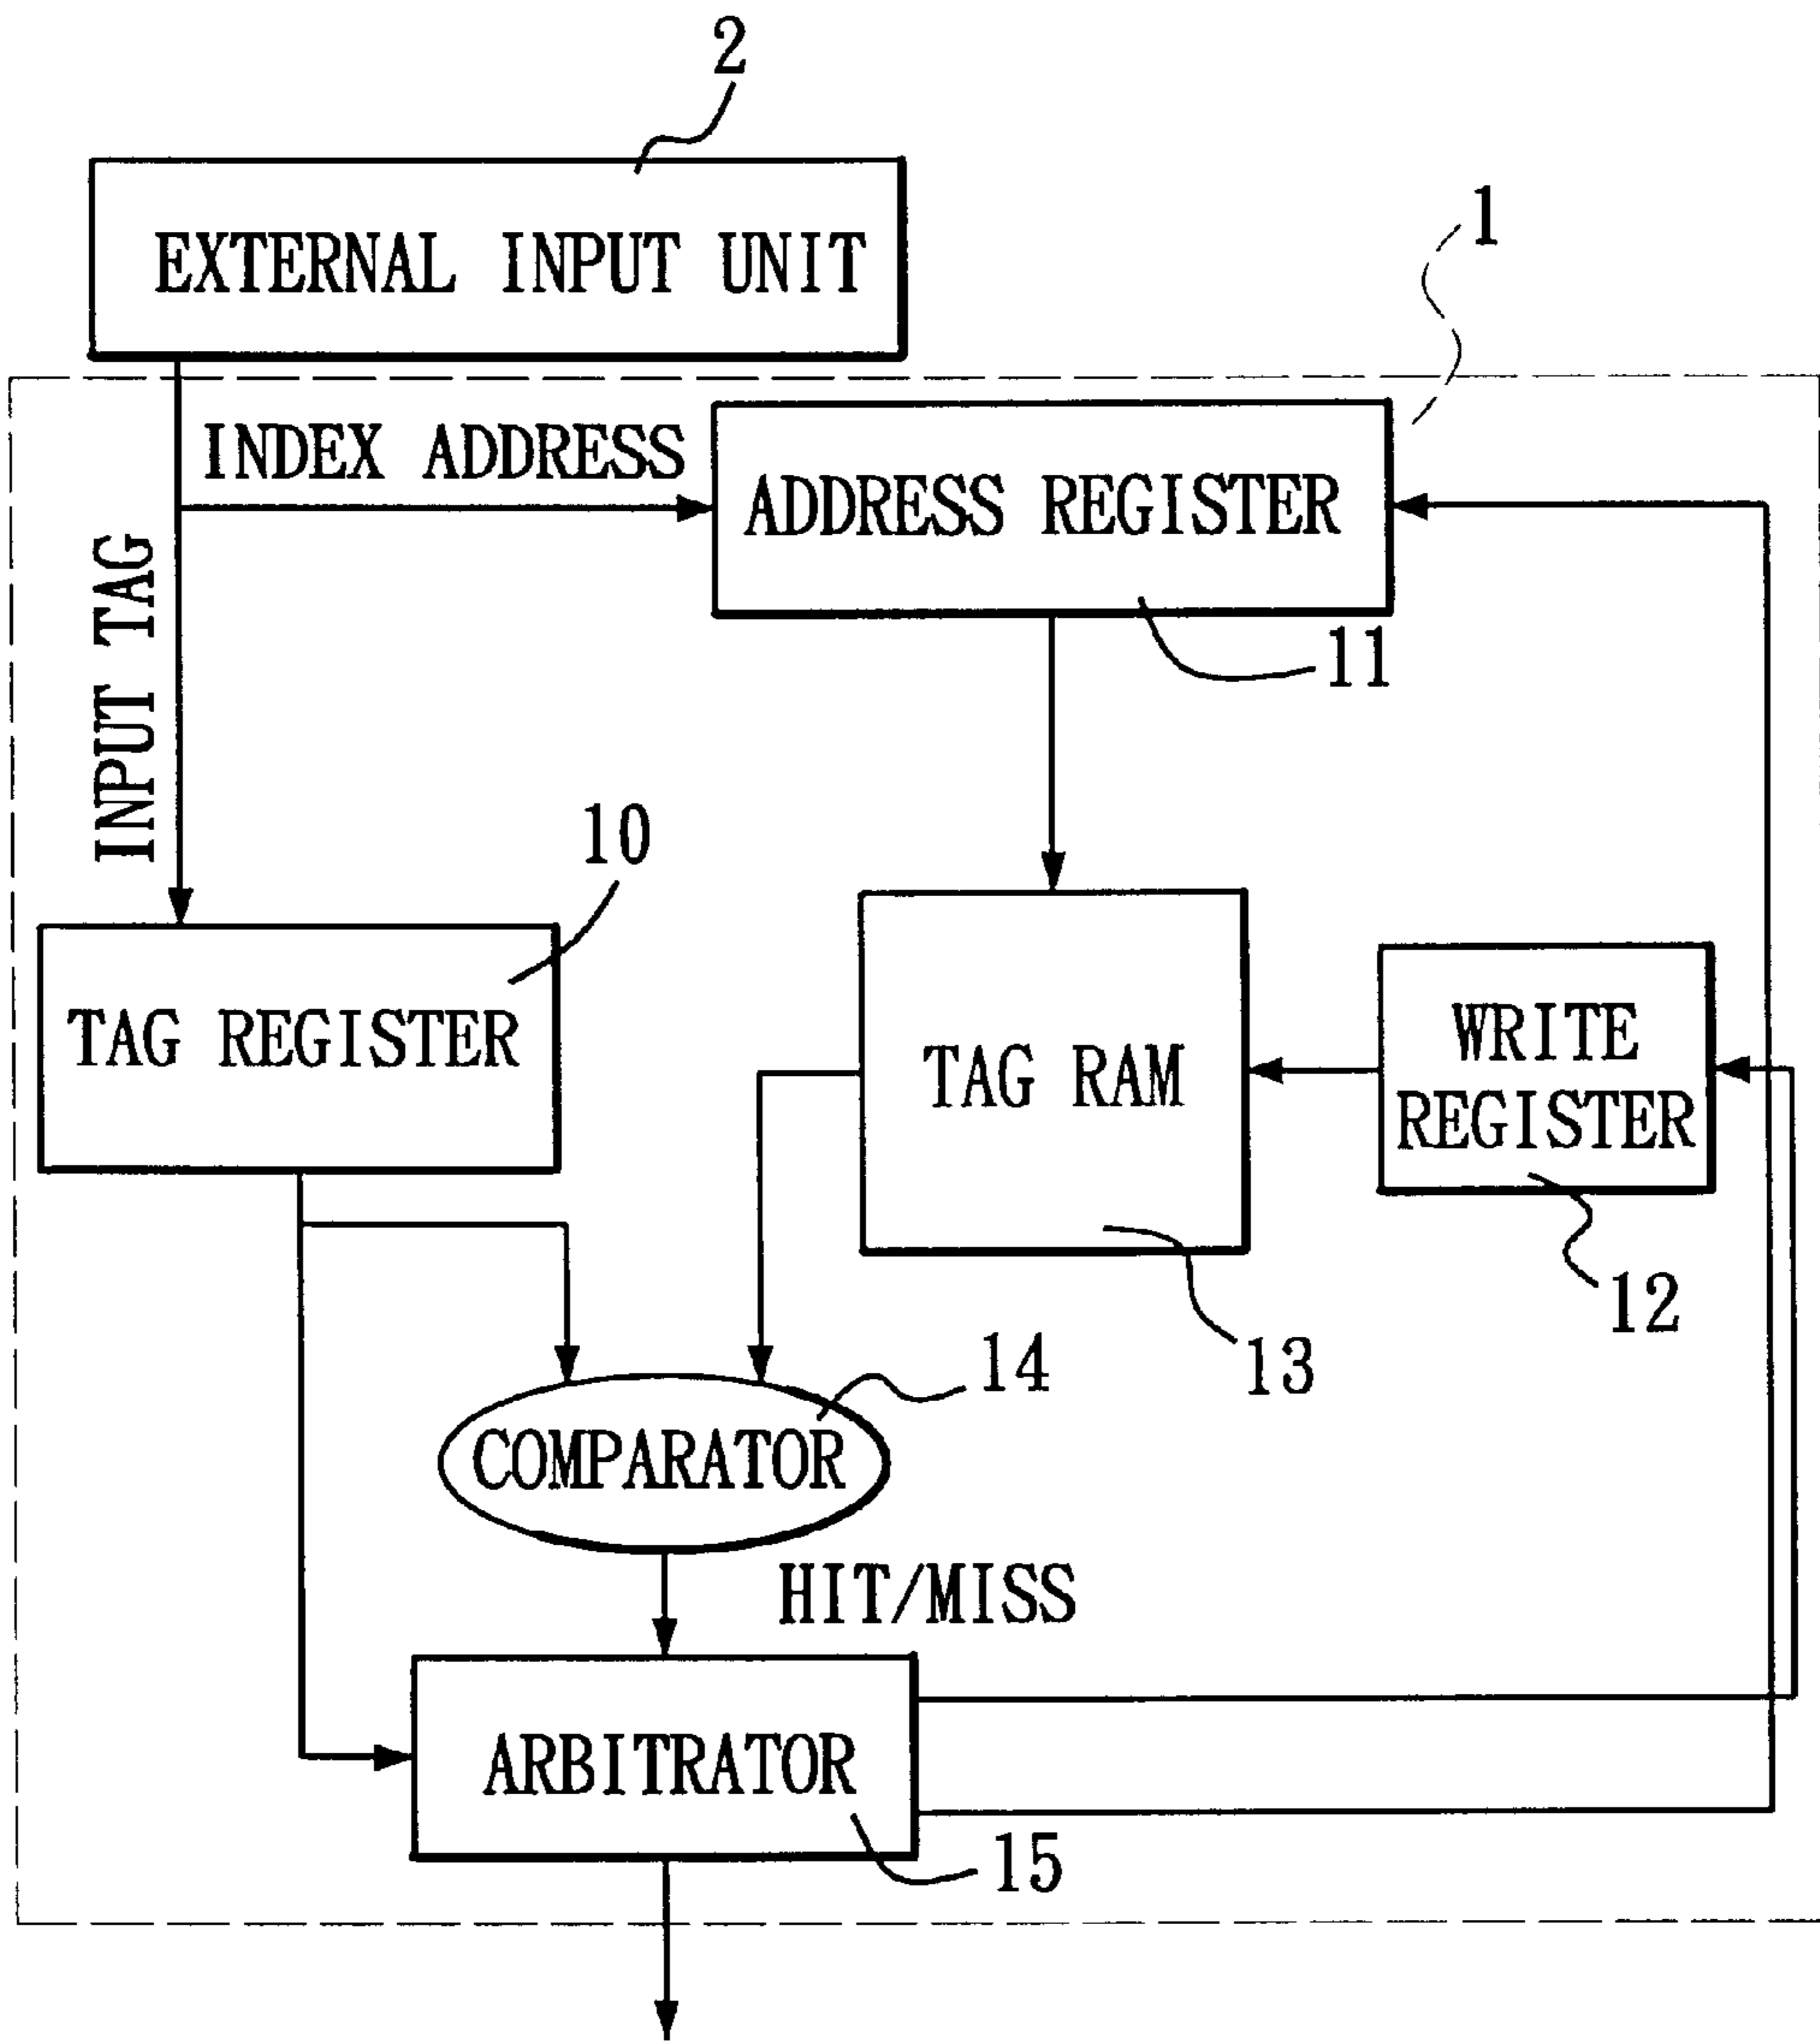 2
EXTERNAL INPUT UNIT
1
INDEX ADDRESS
ADDRESS REGISTER
11
INPUT TAG
10
TAG REGISTER
TAG RAM
WRITE
REGISTER
12
13
14
COMPARATOR
HIT/MISS
ARBITRATOR
15